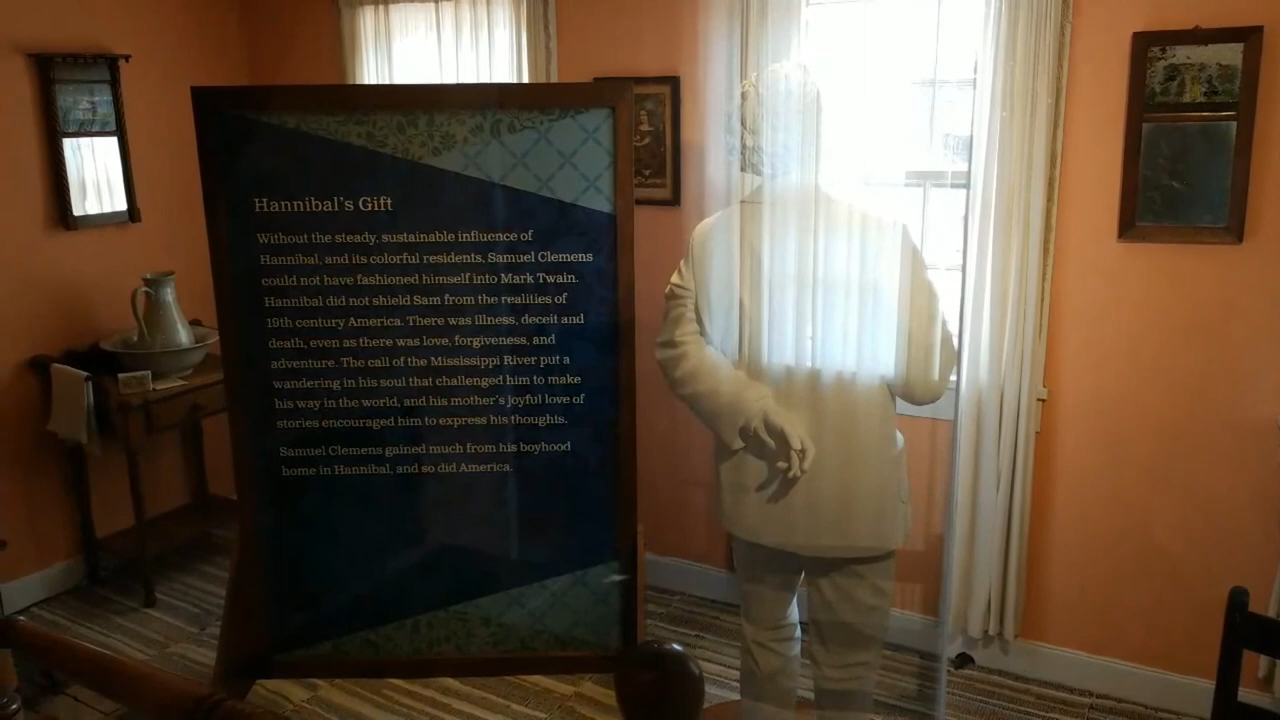 Hannibal's Gift
Without the steady, sustainable influence of
Hannibal, and its colorful residents, Samuel Clemens
could not have fashioned himself into Mark Twain.
Hannibal did not shield Sam from the realities of
19th century America. There was illness, deceit and
death, even as there was love, forgiveness, and
adventure. The call of the Mississippi River put a
wandering in his soul that challenged him to make
his way in the world, and his mother's joyful love of
stories encouraged him to express his thoughts.
Samuel Clemens gained much from his boyhood
home in Hannibal, and so did America.